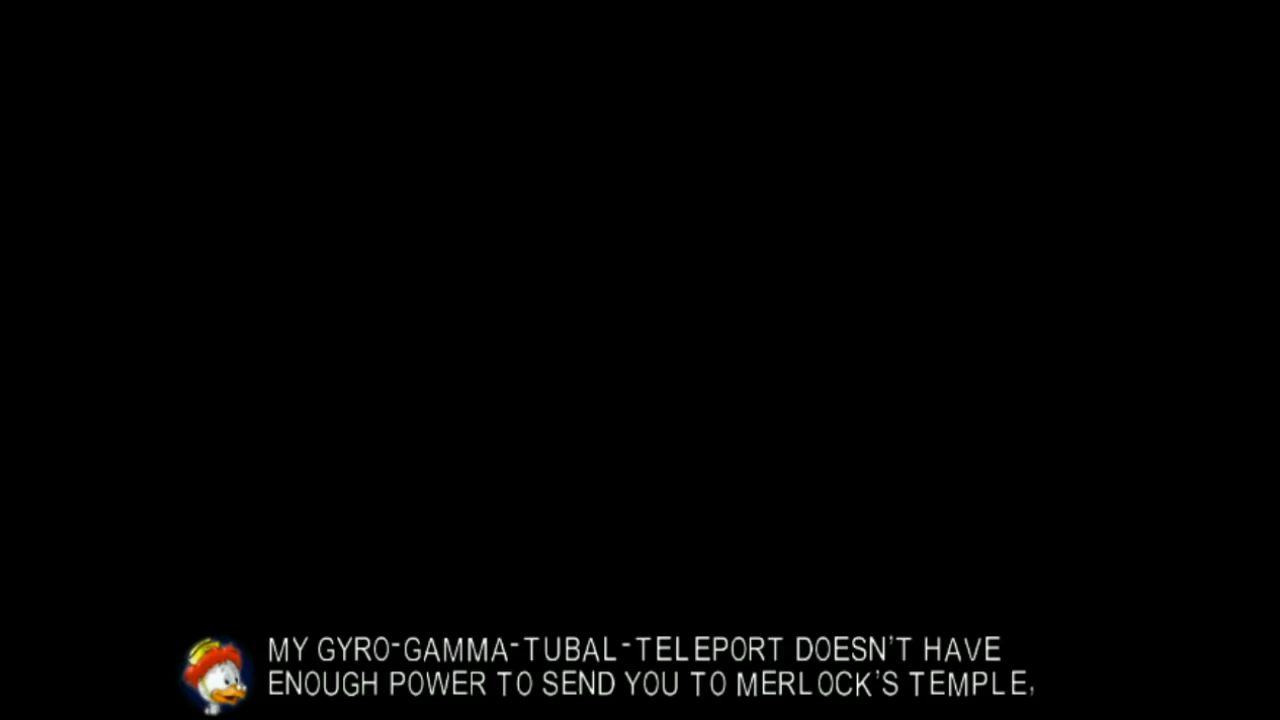 MY GYRO-GAMMA-TUBAL-TELEPORT DOESN'T HAVE
ENOUGH POWER TO SEND YOU TO MERLOCK'S TEMPLE,